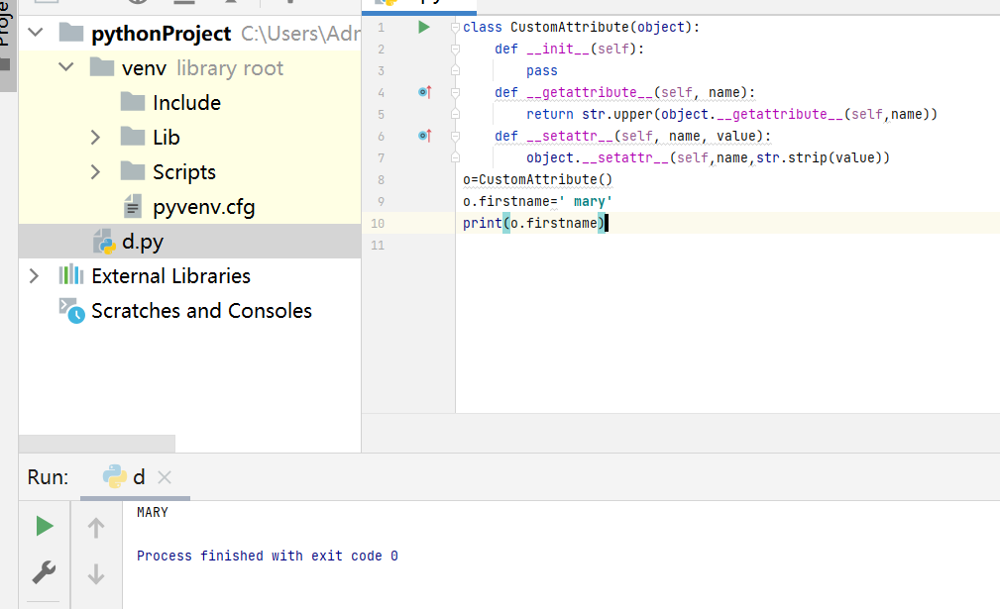 Proje
pythonProject C:\Users\Adr
venv library root
Include
Lib
Scripts
pyvenv.cfg
d.py
External Libraries
Scratches and Consoles
1 class CustomAttribute(object):
2 def __init__(self):
3 pass
4 def __getattribute__(self, name):
5 return str.upper(object.__getattribute__(self,name))
6 def __setattr__(self, name, value):
7 object.__setattr__(self,name,str.strip(value))
8 o=CustomAttribute()
9 o.firstname=' mary'
10 print(o.firstname)
11
Run: d
MARY
Process finished with exit code 0